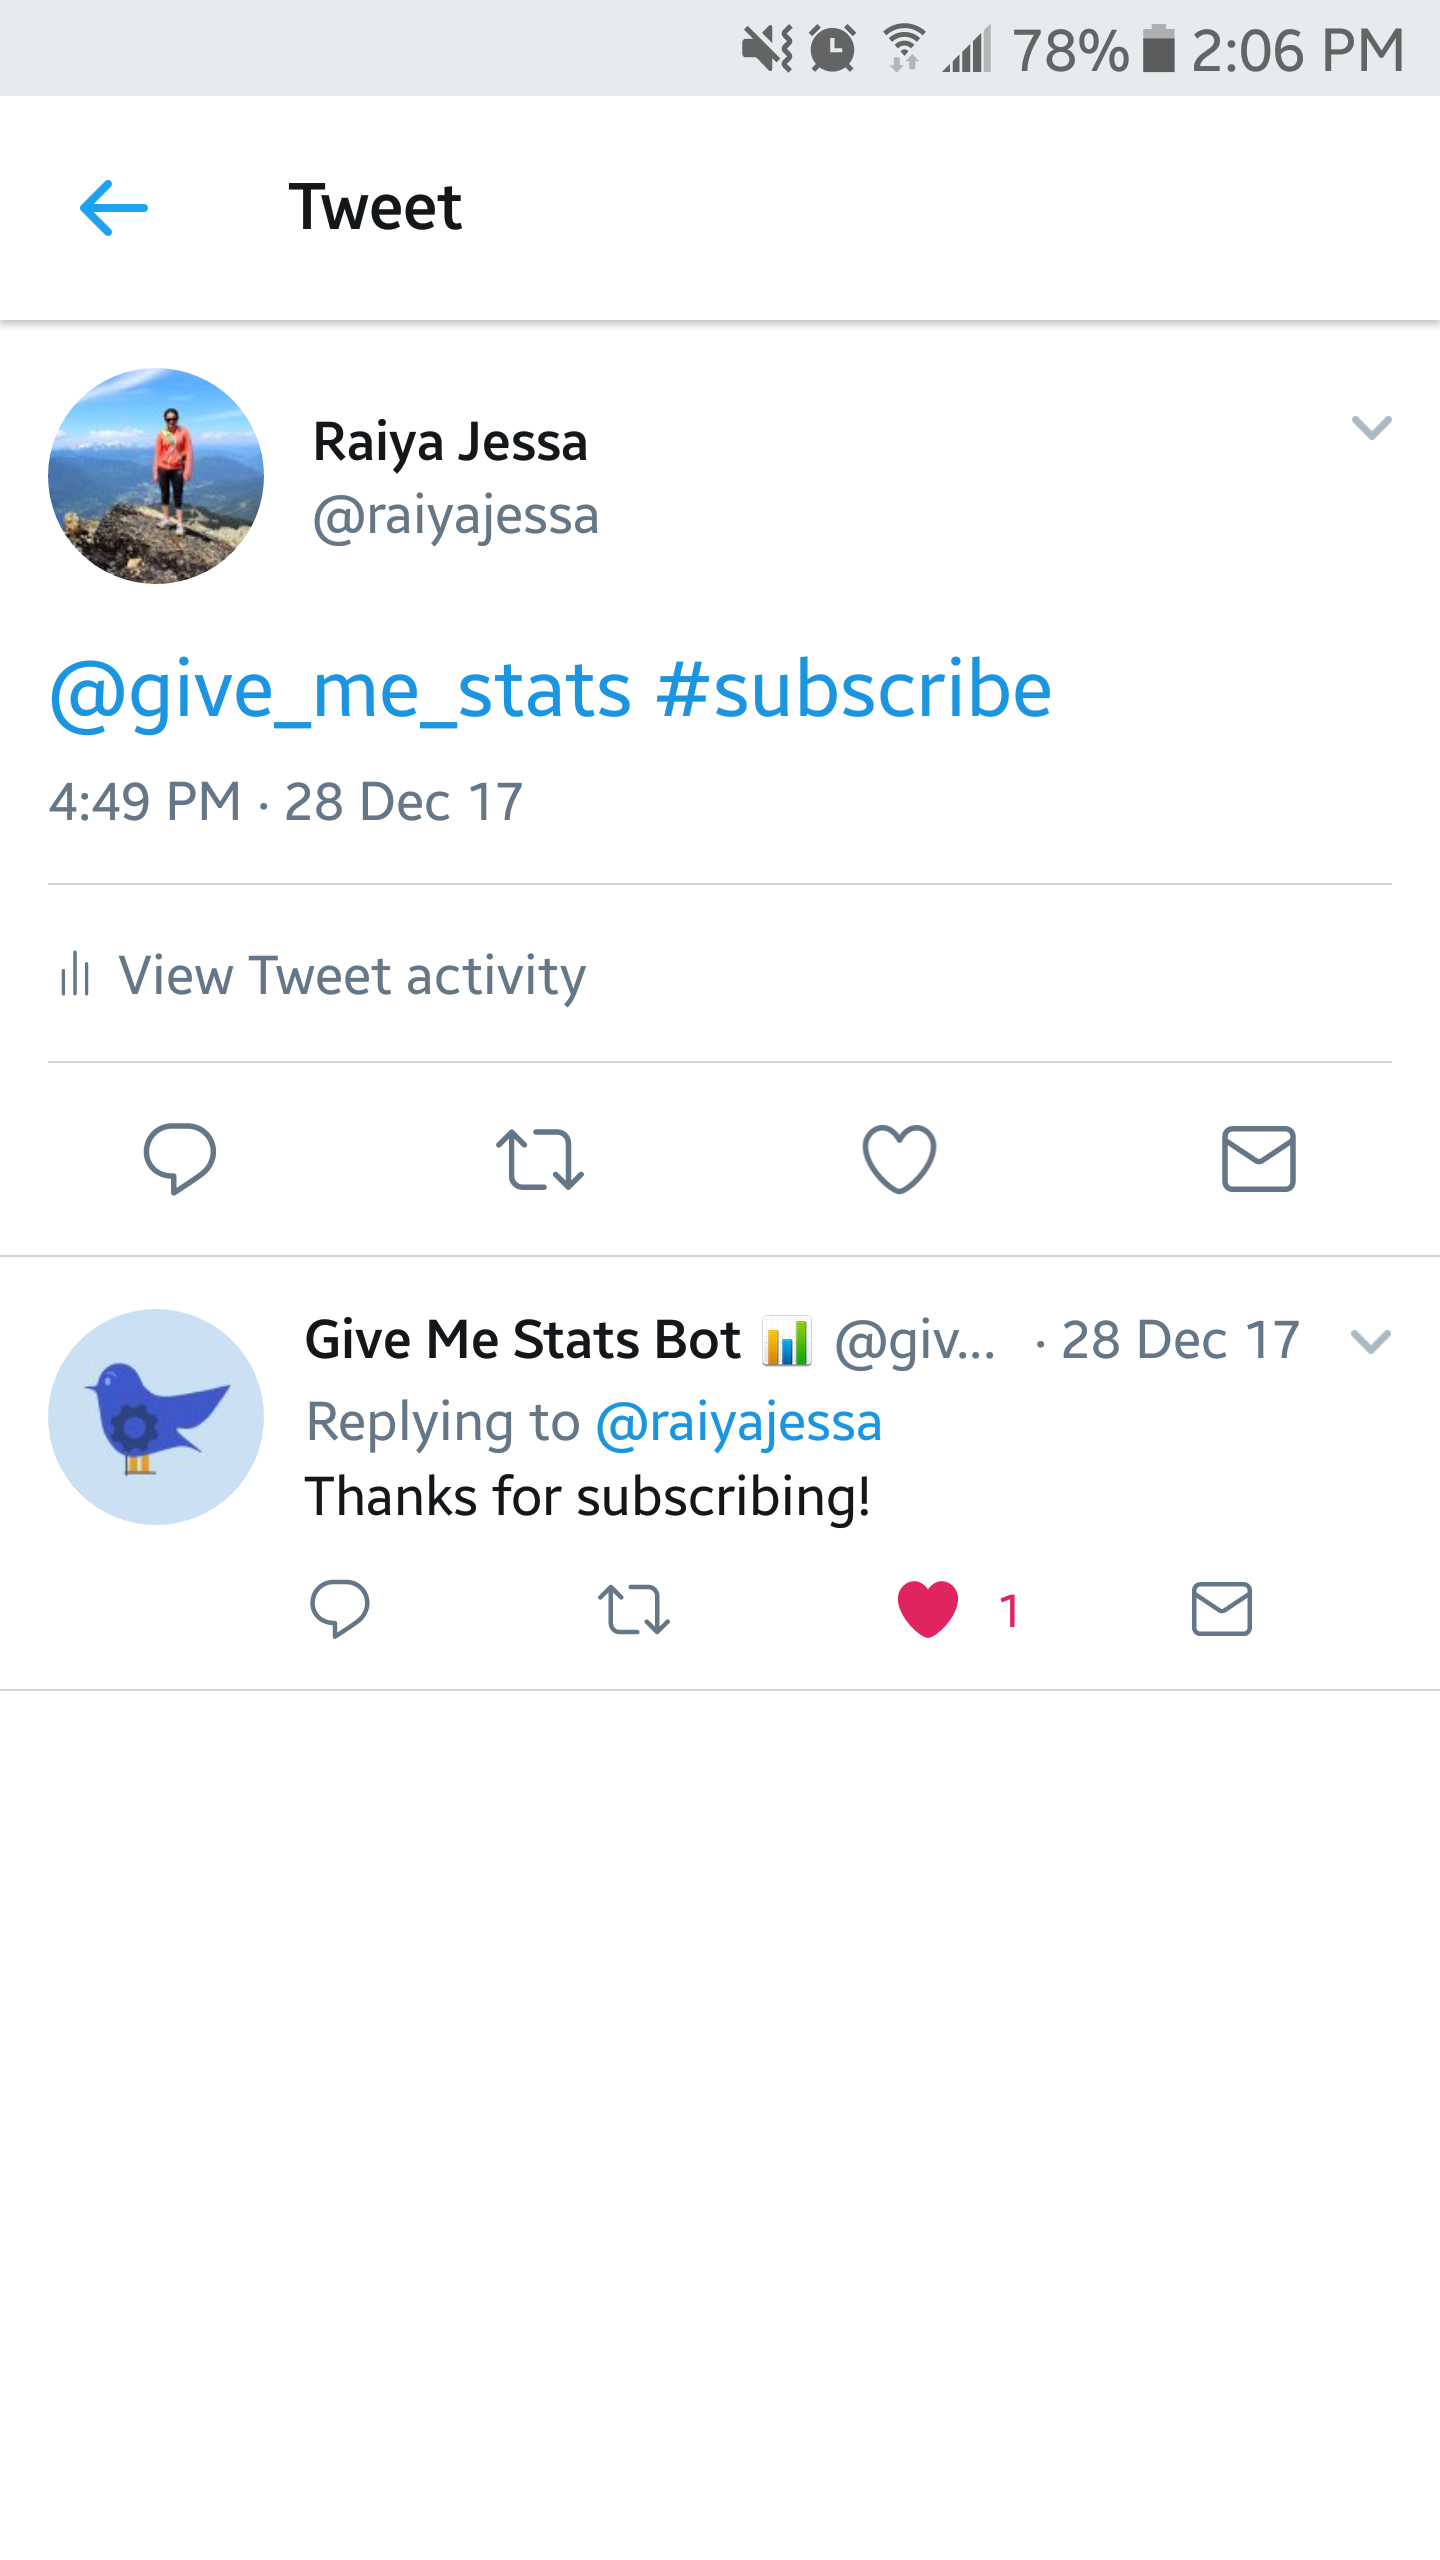 78% 2:06 PM
Tweet
Raiya Jessa
@raiyajessa
@give_me_stats #subscribe
4:49 PM · 28 Dec 17
View Tweet activity
Give Me Stats Bot 📊 @giv... · 28 Dec 17
Replying to @raiyajessa
Thanks for subscribing!
1